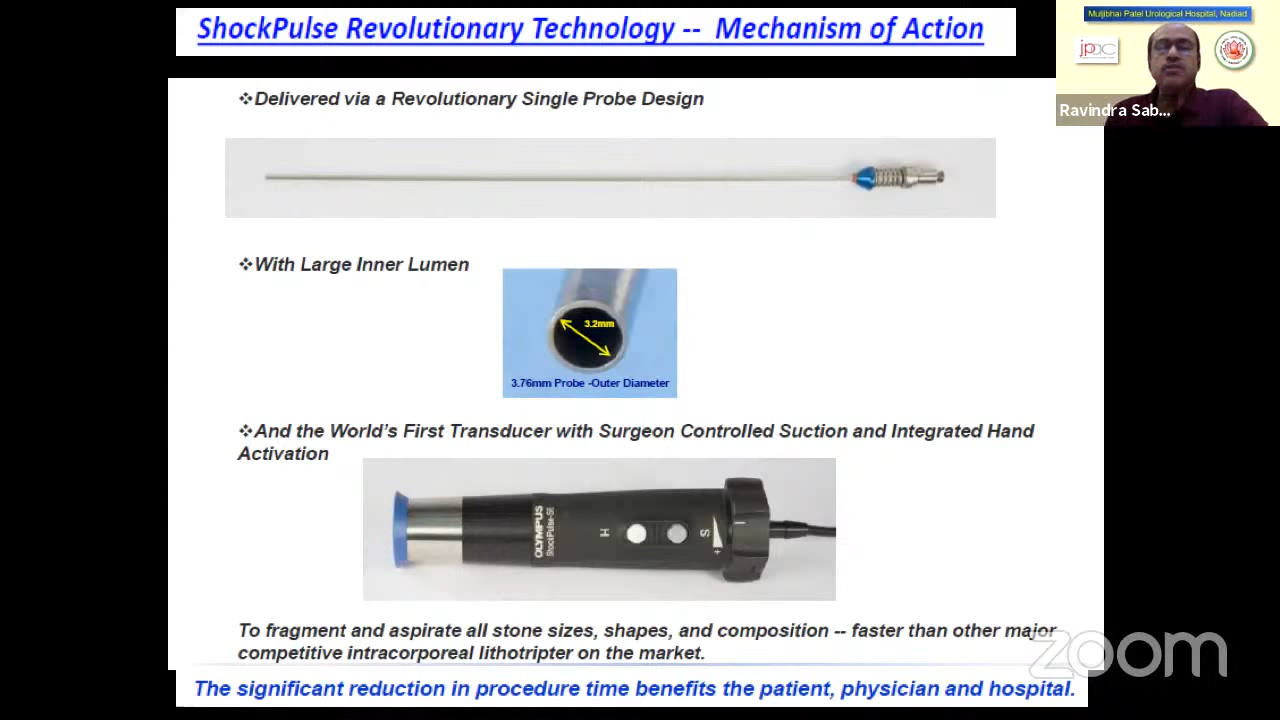 ShockPulse Revolutionary Technology -- Mechanism of Action
Muljibhai Patel Urological Hospital, Nadiad
jpac
Ravindra Sab...
❖Delivered via a Revolutionary Single Probe Design
❖With Large Inner Lumen
3.2mm
3.76mm Probe -Outer Diameter
❖And the World's First Transducer with Surgeon Controlled Suction and Integrated Hand
Activation
OLYMPUS
ShockPulse-SE
H
S
+
To fragment and aspirate all stone sizes, shapes, and composition -- faster than other major
competitive intracorporeal lithotripter on the market.
zoom
The significant reduction in procedure time benefits the patient, physician and hospital.